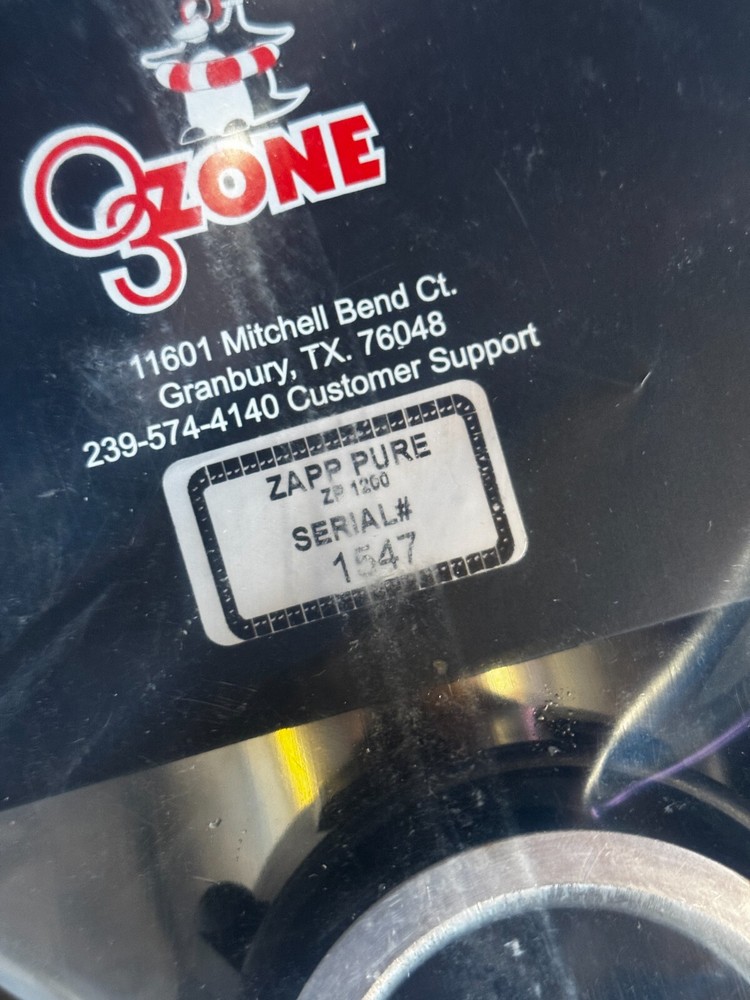 O3ZONE
11601 Mitchell Bend Ct.
Granbury, TX. 76048
239-574-4140 Customer Support
ZAPP PURE
ZP 1200
SERIAL#
1547